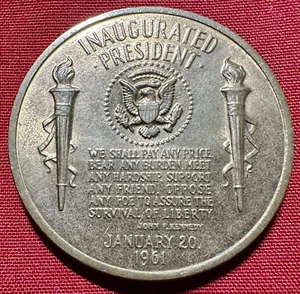 INAUGURATED
PRESIDENT
WE SHALL PAY ANY PRICE,
BEAR ANY BURDEN, MEET
ANY HARDSHIP, SUPPORT
ANY FRIEND, OPPOSE
ANY FOE TO ASSURE THE
SURVIVAL OF LIBERTY.
JOHN F. KENNEDY
JANUARY 20,
1961